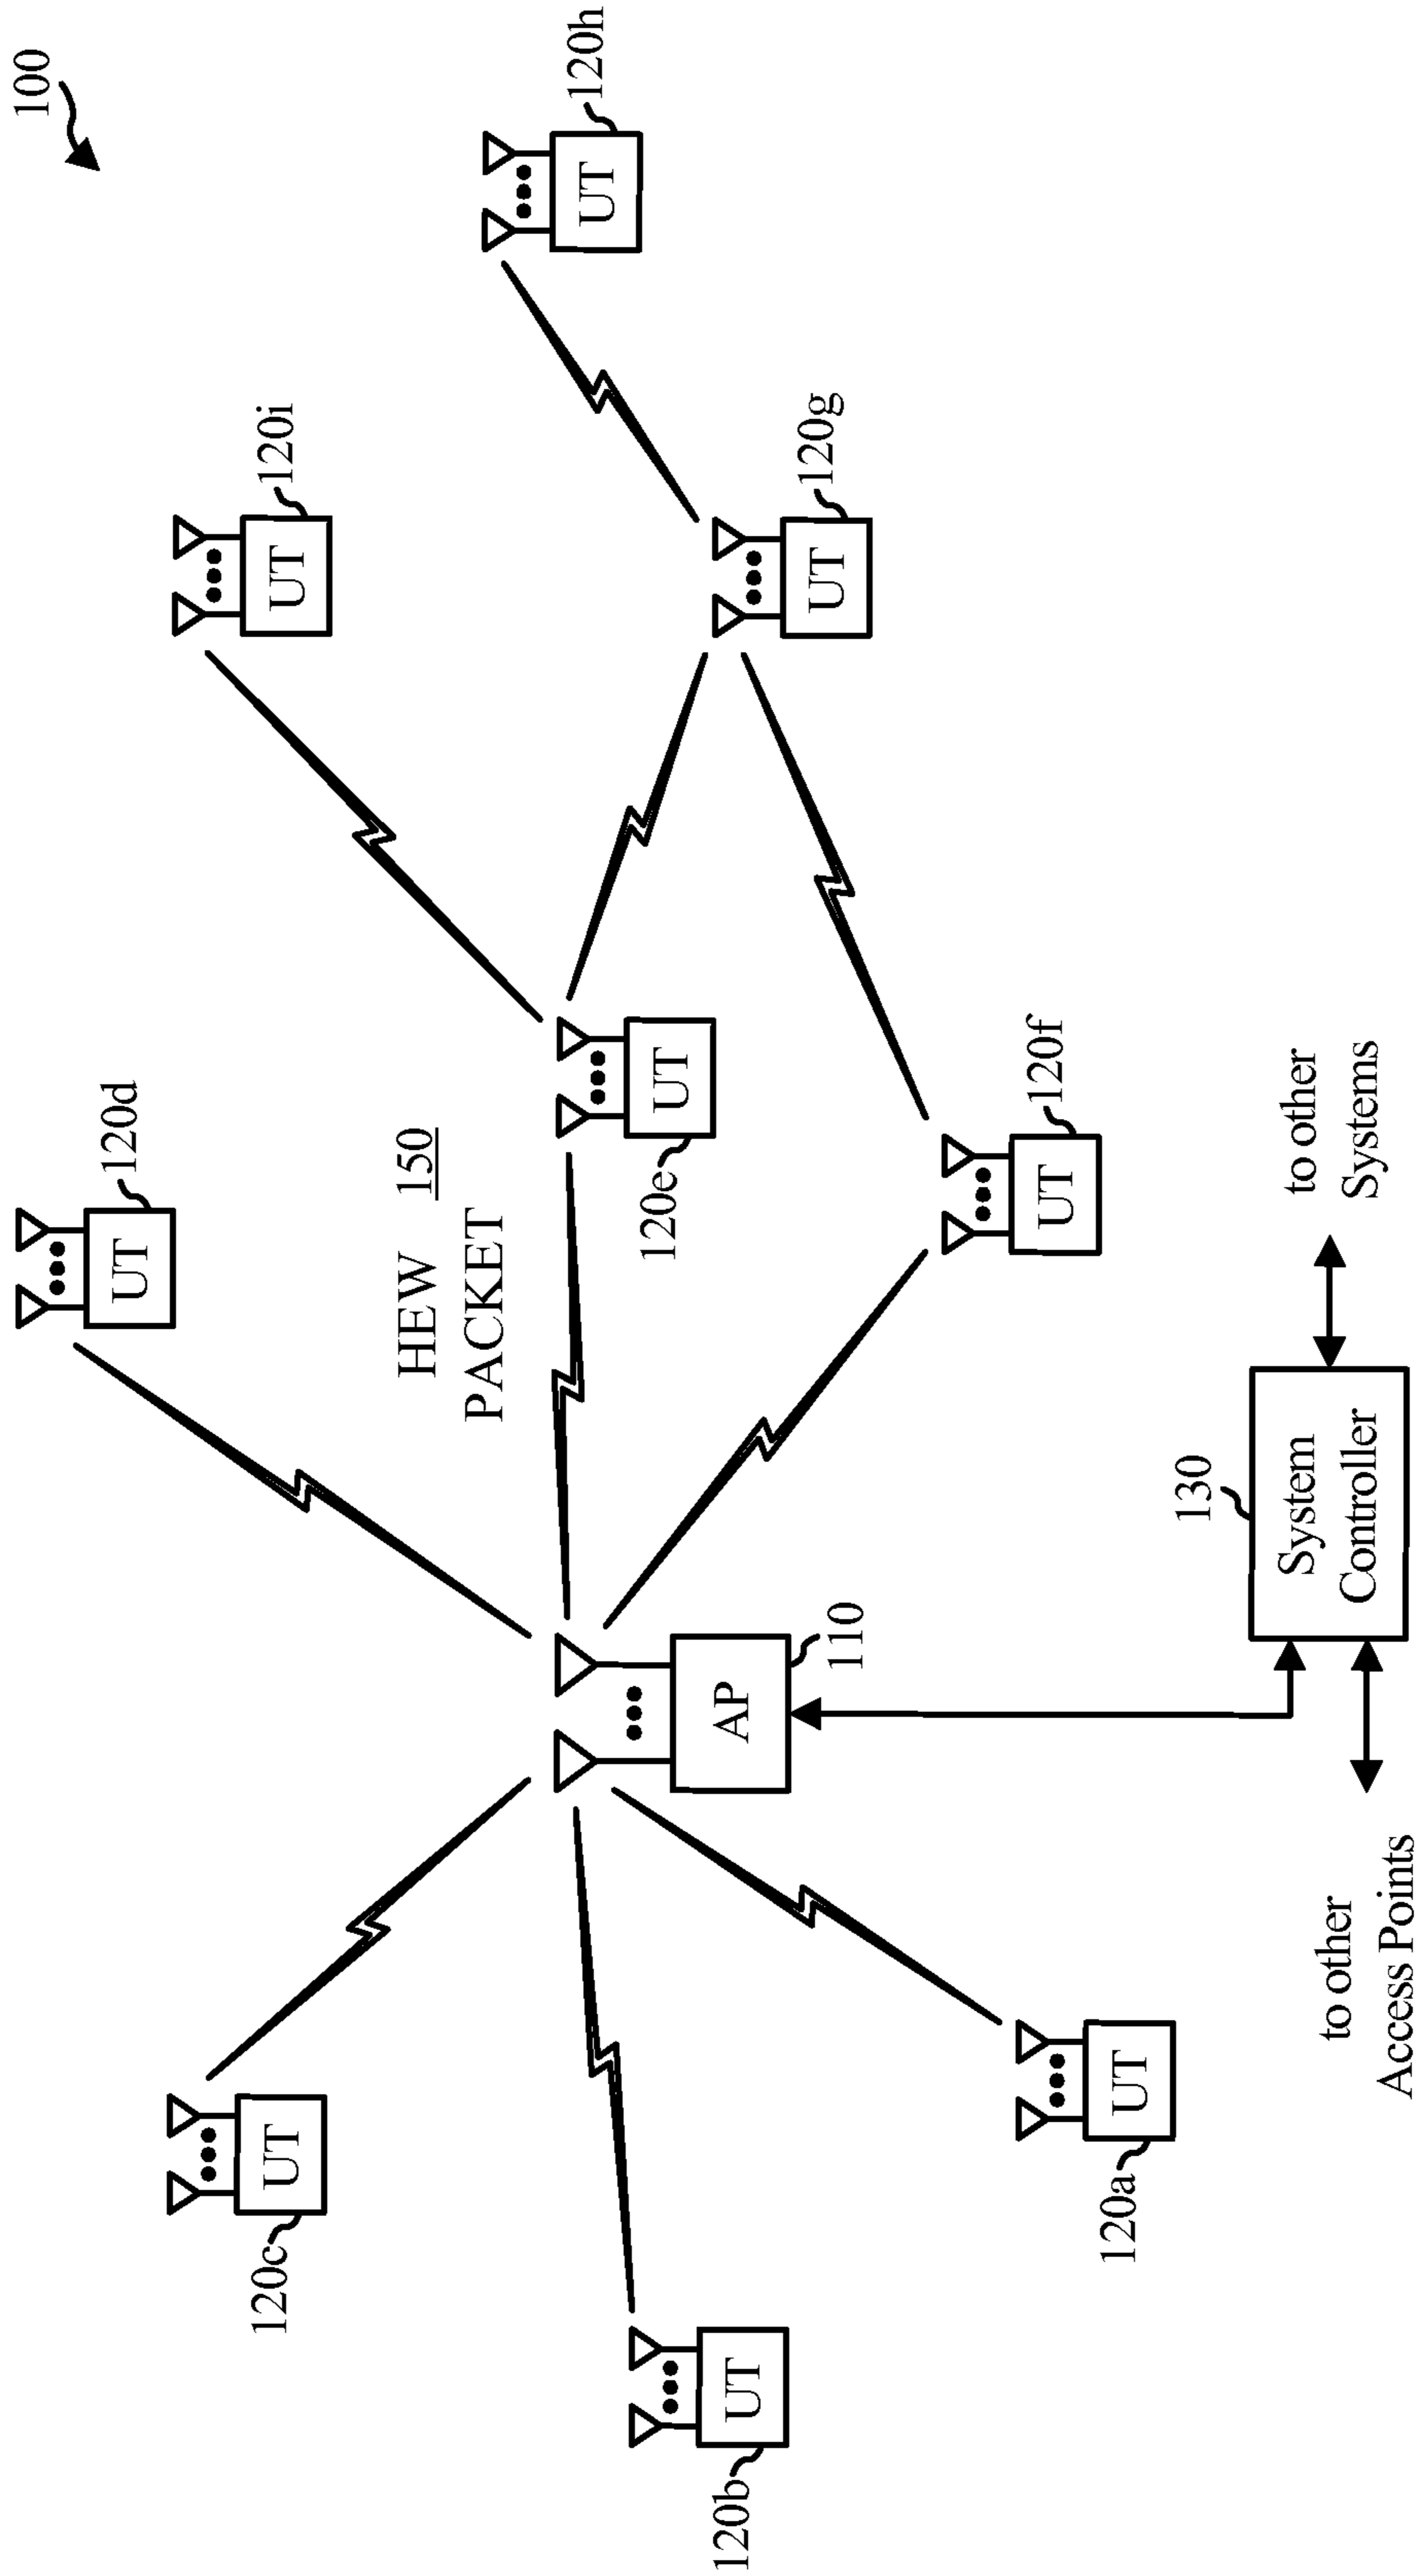 100
UT
120d
UT
120i
UT
120h
UT
120c
HEW 150
PACKET
UT
120e
UT
120g
UT
120b
AP
110
UT
120f
UT
120a
130
System
Controller
to other
Systems
to other
Access Points